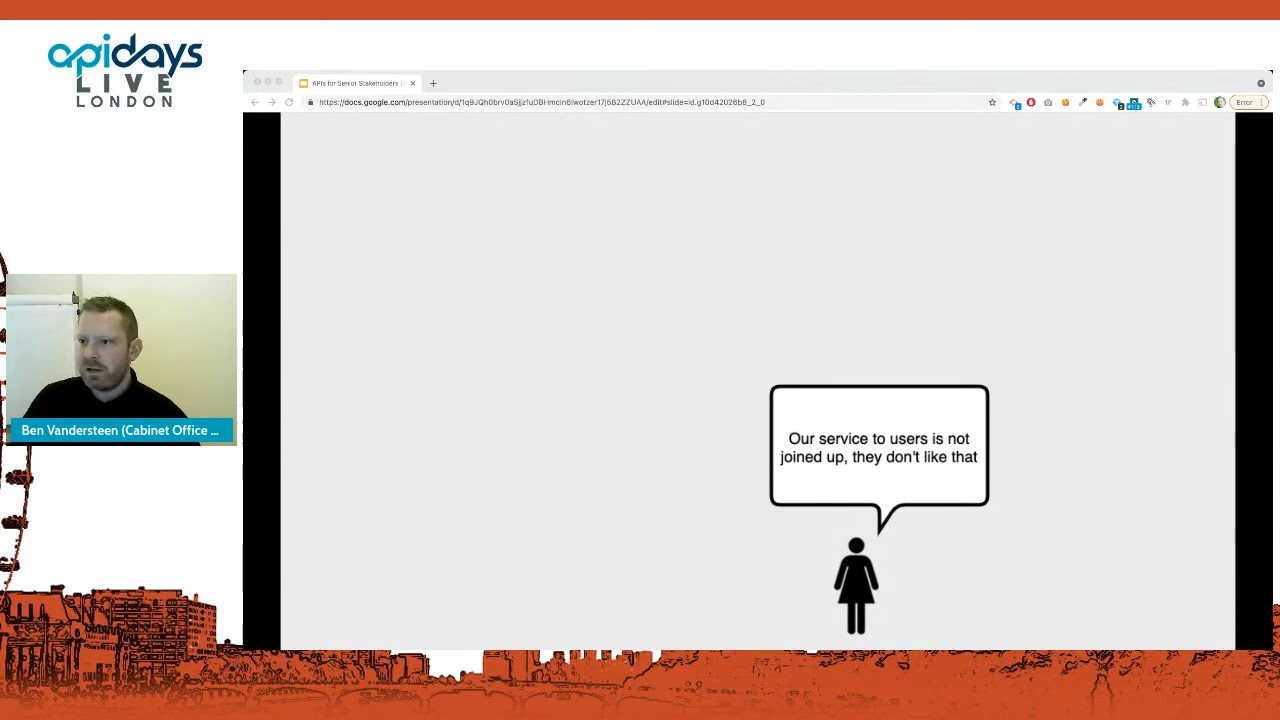 apidays
LIVE
LONDON
APIs for Senior Stakeholders |
Error
Our service to users is not
joined up, they don't like that
Ben Vandersteen (Cabinet Office ...